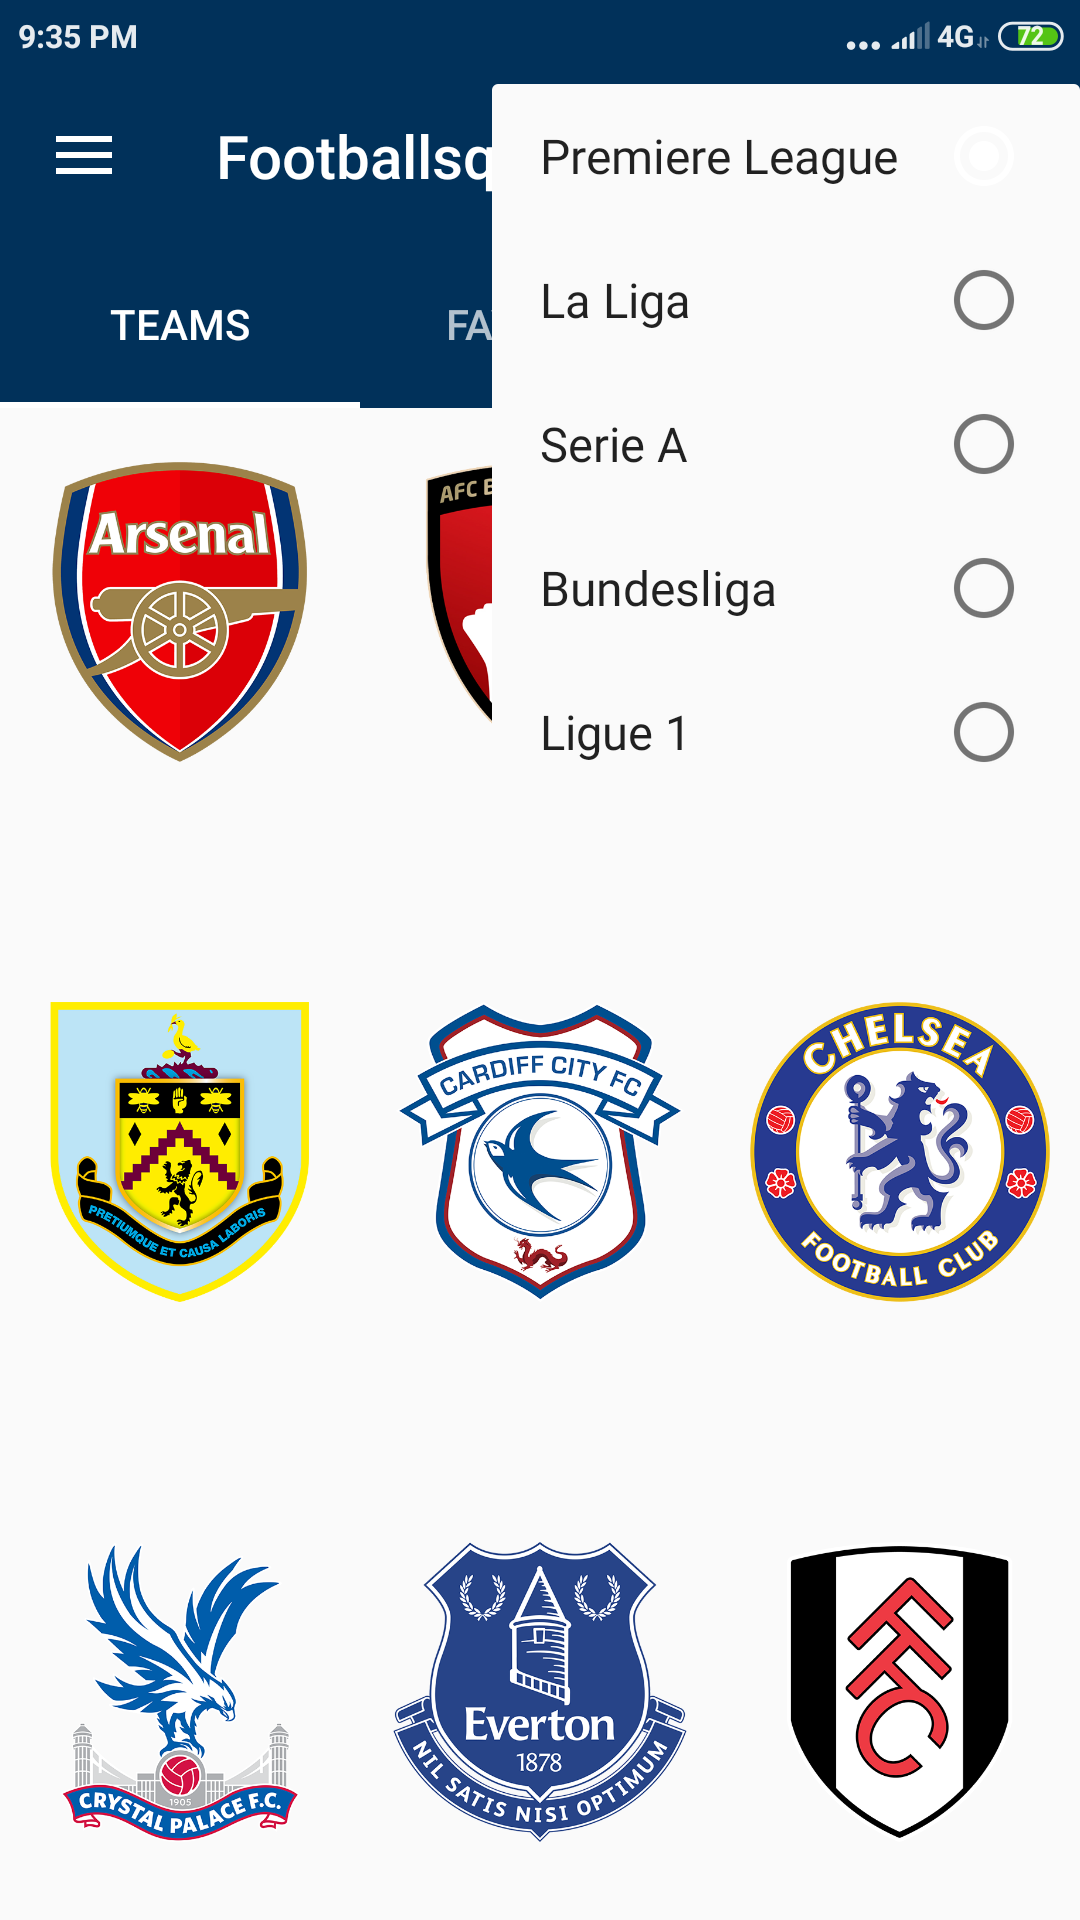 9:35 PM
4G
72
Footballsq
Premiere League
La Liga
TEAMS
FA
Serie A
AFC
Arsenal
Bundesliga
Ligue 1
PRETIUMQUE ET CAUSA LABORIS
CARDIFF CITY FC
CHELSEA
FOOTBALL CLUB
1905
CRYSTAL PALACE F.C.
Everton
1878
NIL SATIS NISI OPTIMUM
FFC